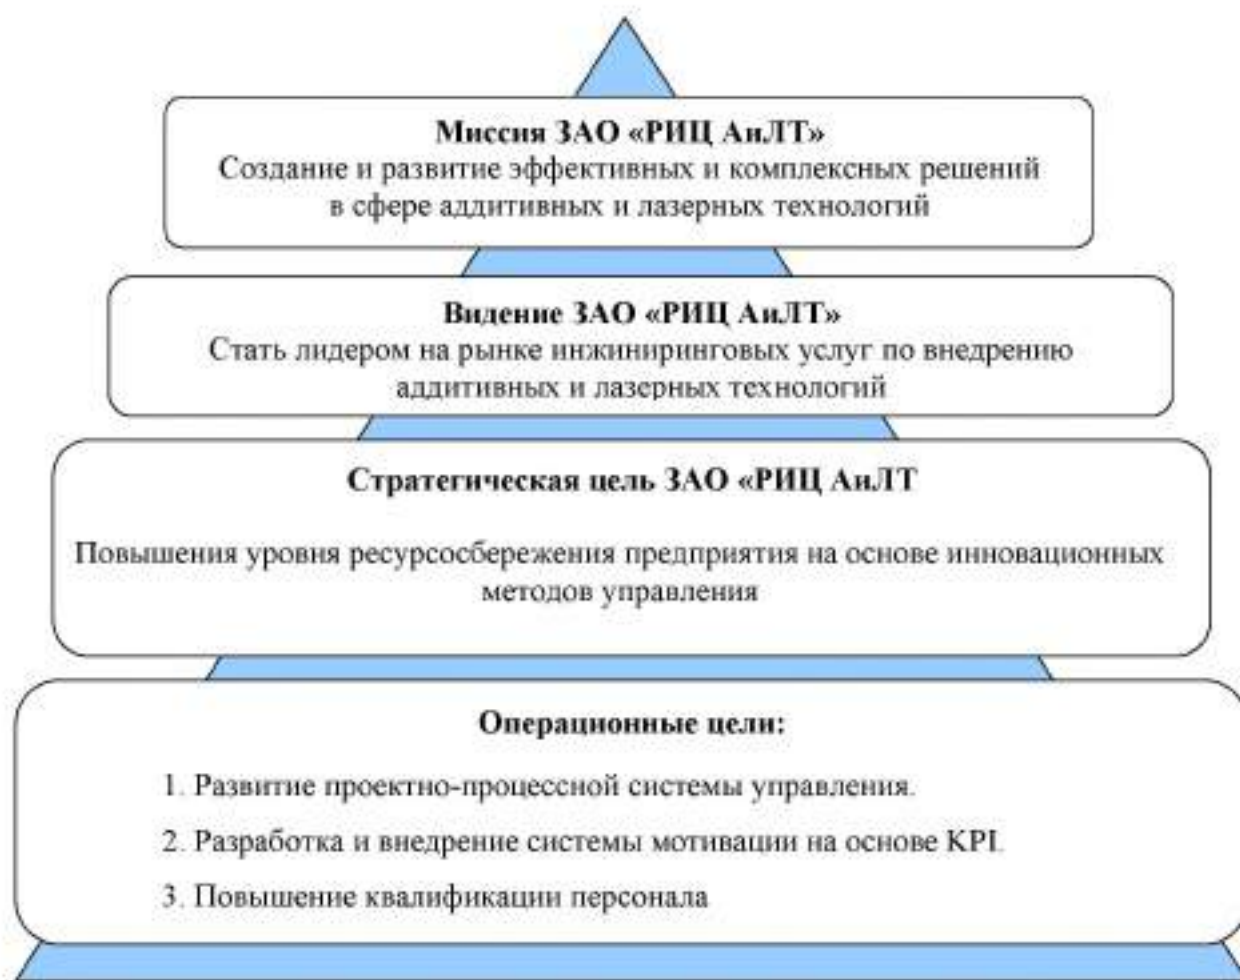 Миссия ЗАО «РИЦ АиЛТ»
Создание и развитие эффективных и комплексных решений
в сфере аддитивных и лазерных технологий
Видение ЗАО «РИЦ АиЛТ»
Стать лидером на рынке инжиниринговых услуг по внедрению
аддитивных и лазерных технологий
Стратегическая цель ЗАО «РИЦ АиЛТ
Повышения уровня ресурсосбережения предприятия на основе инновационных
методов управления
Операционные цели:
1. Развитие проектно-процессной системы управления.
2. Разработка и внедрение системы мотивации на основе KPI.
3. Повышение квалификации персонала